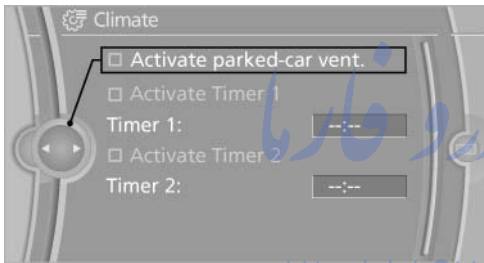 Climate
□ Activate parked-car vent.
□ Activate Timer 1
Timer 1: --:--
□ Activate Timer 2
Timer 2: --:--